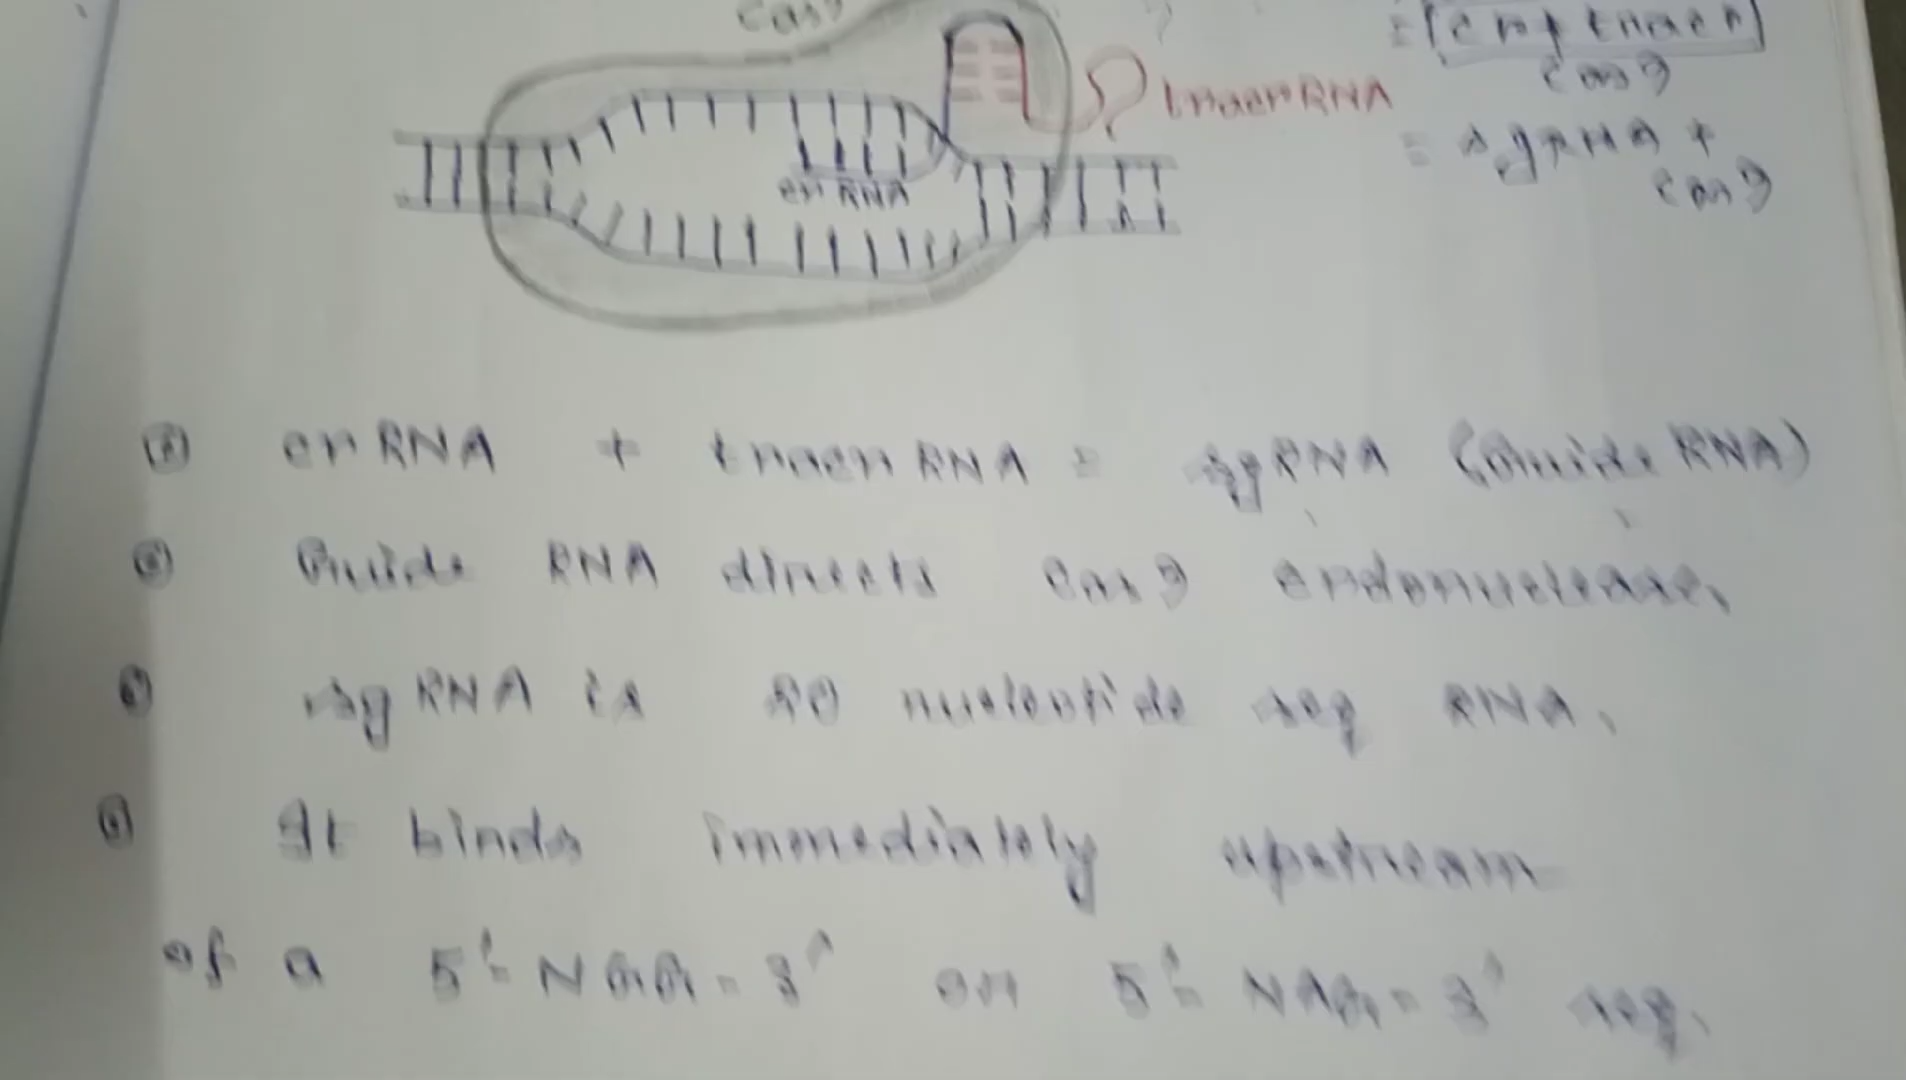 Cas9
= [cr + tracr]
Cas9
tracrRNA
= sgRNA +
Cas9
crRNA
crRNA + tracrRNA = sgRNA (Guide RNA)
Guide RNA directs Cas9 endonuclease.
sgRNA is 20 nucleotide seq RNA.
It binds immediately upstream
of a 5'-NGG-3' or 5'-NAG-3' seq.